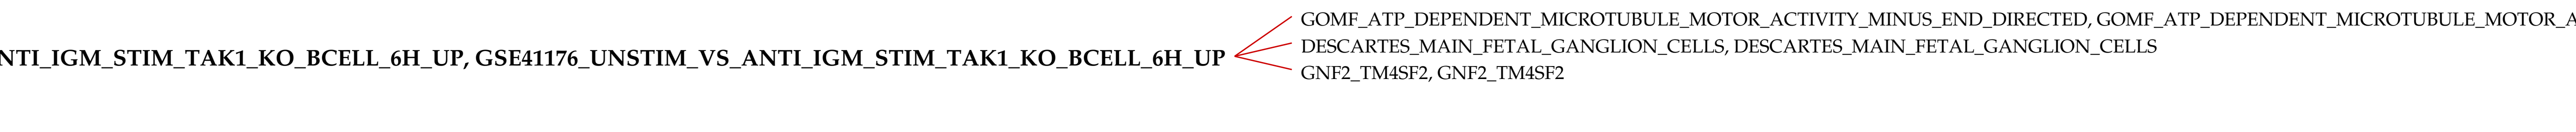 GOMF_ATP_DEPENDENT_MICROTUBULE_MOTOR_ACTIVITY_MINUS_END_DIRECTED, GOMF_ATP_DEPENDENT_MICROTUBULE_MOTOR_A
NTI_IGM_STIM_TAK1_KO_BCELL_6H_UP, GSE41176_UNSTIM_VS_ANTI_IGM_STIM_TAK1_KO_BCELL_6H_UP
DESCARTES_MAIN_FETAL_GANGLION_CELLS, DESCARTES_MAIN_FETAL_GANGLION_CELLS
GNF2_TM4SF2, GNF2_TM4SF2